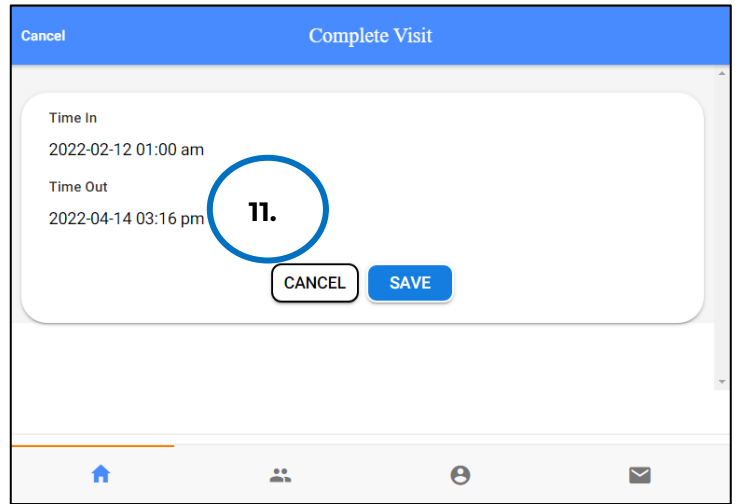 Cancel Complete Visit
Time In
2022-02-12 01:00 am
Time Out
2022-04-14 03:16 pm
11.
CANCEL SAVE